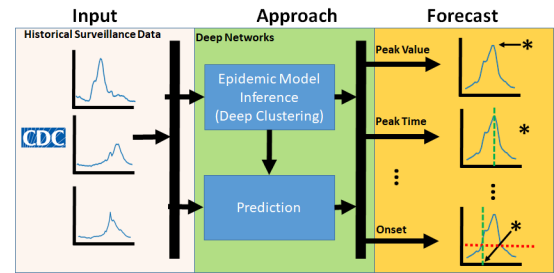 Input
Approach
Forecast
Historical Surveillance Data
Deep Networks
CDC
Epidemic Model
Inference
(Deep Clustering)
Prediction
Peak Value
*
Peak Time
*
Onset
*